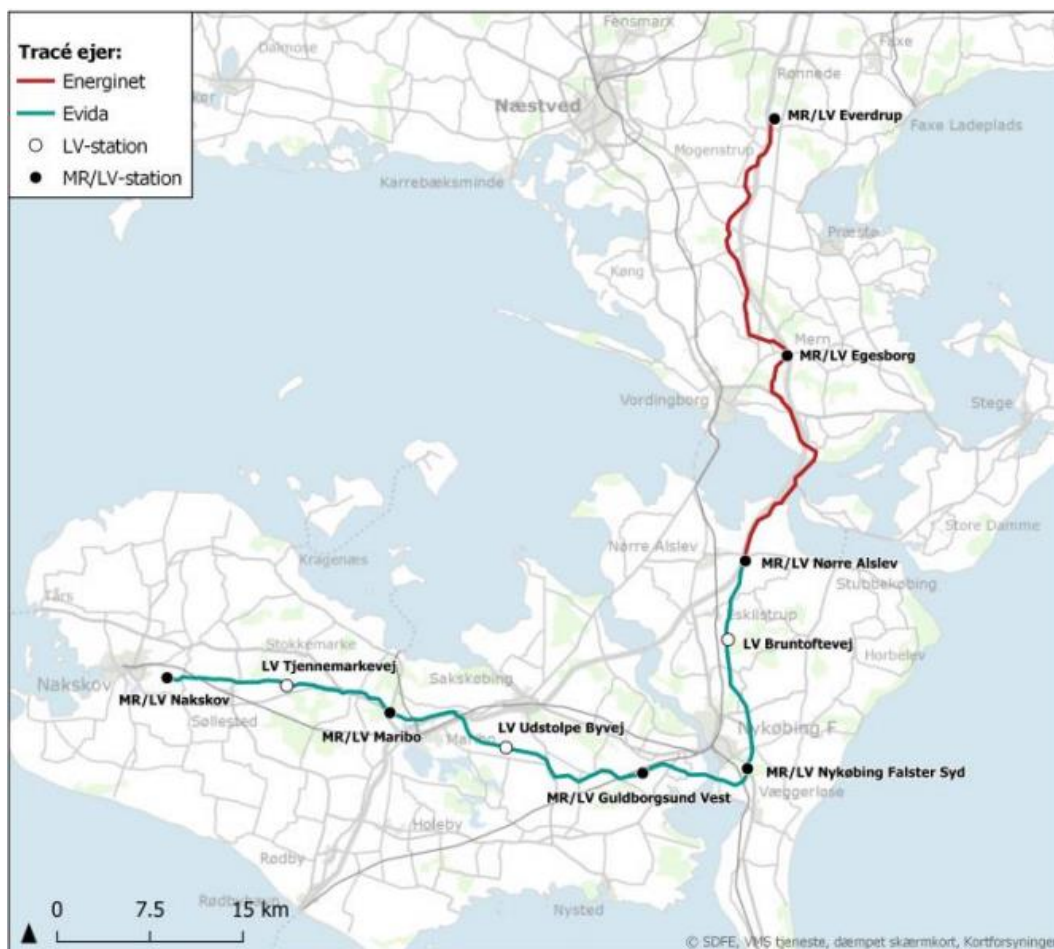 Tracé ejer:
Energinet
Evida
LV-station
MR/LV-station
Fensmark
Dalmose
Faxe
Rønnede
Næstved
MR/LV Everdrup
Faxe Ladeplads
Mogenstrup
Karrebæksminde
Præstø
Køng
Mern
MR/LV Egesborg
Vordingborg
Stege
Store Damme
Nørre Alslev
Kragenæs
MR/LV Nørre Alslev
Stubbekøbing
Tårs
Eskilstrup
Stokkemarke
LV Bruntoftevej
Horbelev
LV Tjennemarkevej
Sakskøbing
Nakskov
MR/LV Nakskov
Søllested
LV Udstolpe Byvej
Nykøbing F
MR/LV Maribo
Maribo
MR/LV Nykøbing Falster Syd
MR/LV Guldborgsund Vest
Væggerløse
Holeby
Rødby
Rødbyhavn
Nysted
0 7.5 15 km
© SDFE, VMS tjeneste, dæmpet skærmkort, Kortforsyninge